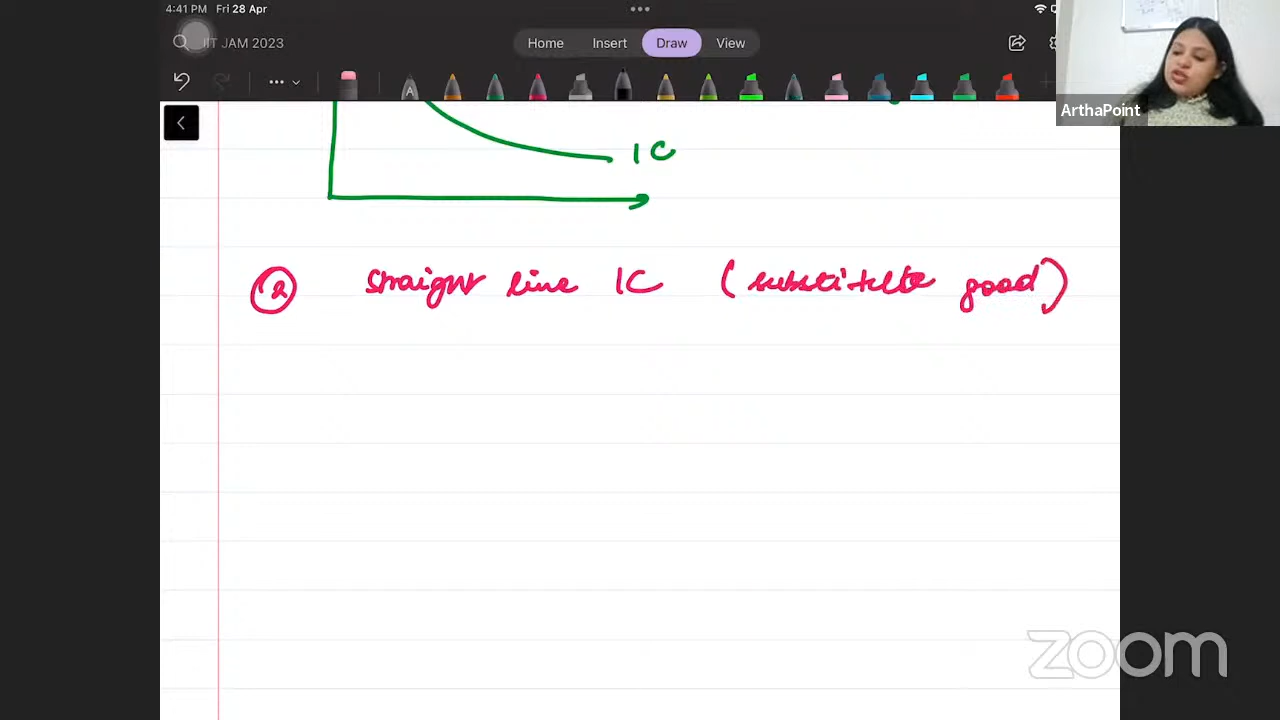 4:41 PM Fri 28 Apr
IIT JAM 2023
Home Insert Draw View
A
ArthaPoint
IC
2 straight line IC (substitute good)
zoom